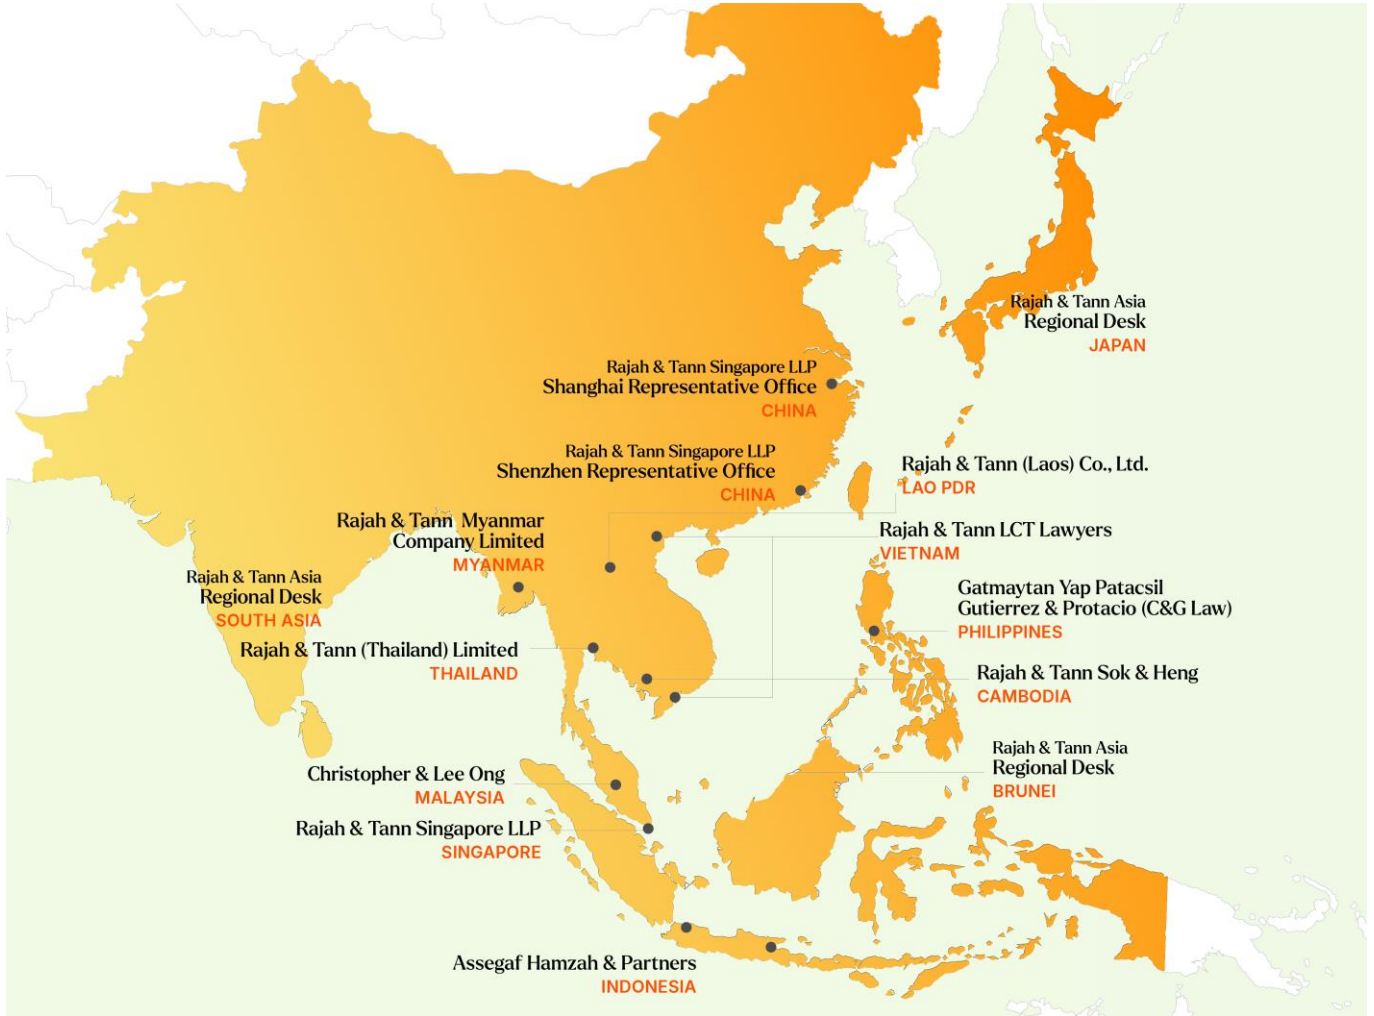 Rajah & Tann Asia
Regional Desk
JAPAN
Rajah & Tann Singapore LLP
Shanghai Representative Office
CHINA
Rajah & Tann Singapore LLP
Shenzhen Representative Office
CHINA
Rajah & Tann (Laos) Co., Ltd.
LAO PDR
Rajah & Tann Myanmar
Company Limited
MYANMAR
Rajah & Tann LCT Lawyers
VIETNAM
Rajah & Tann Asia
Regional Desk
SOUTH ASIA
Gatmaytan Yap Patacsil
Gutierrez & Protacio (C&G Law)
PHILIPPINES
Rajah & Tann (Thailand) Limited
THAILAND
Rajah & Tann Sok & Heng
CAMBODIA
Rajah & Tann Asia
Regional Desk
BRUNEI
Christopher & Lee Ong
MALAYSIA
Rajah & Tann Singapore LLP
SINGAPORE
Assegaf Hamzah & Partners
INDONESIA